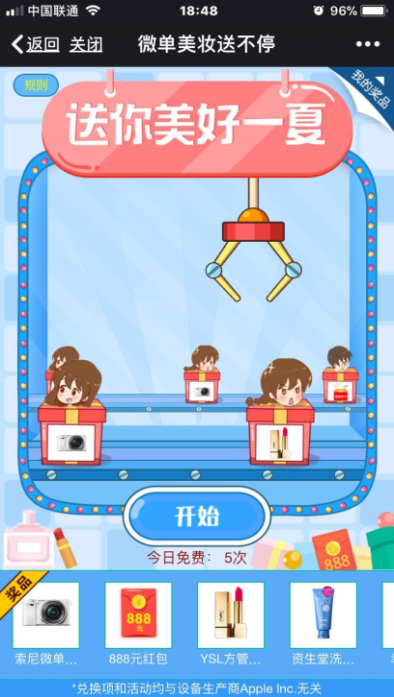 中国联通
18:48
96%
返回 关闭
微单美妆送不停
规则
我的奖品
送你美好一夏
开始
今日免费： 5次
888
奖品
888
元
索尼微单...
888元红包
YSL方管...
资生堂洗...
*兑换项和活动均与设备生产商Apple Inc.无关